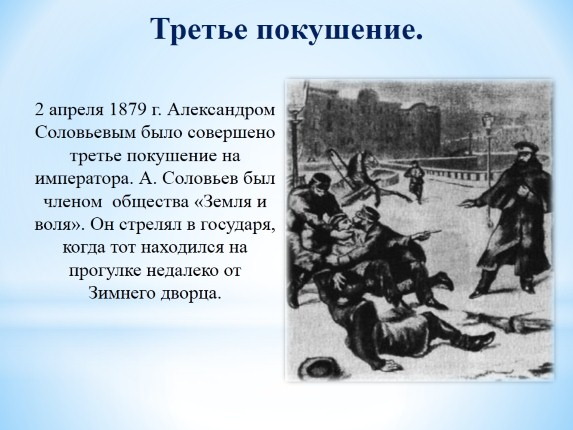 Третье покушение.
2 апреля 1879 г. Александром
Соловьевым было совершено
третье покушение на
императора. А. Соловьев был
членом общества «Земля и
воля». Он стрелял в государя,
когда тот находился на
прогулке недалеко от
Зимнего дворца.